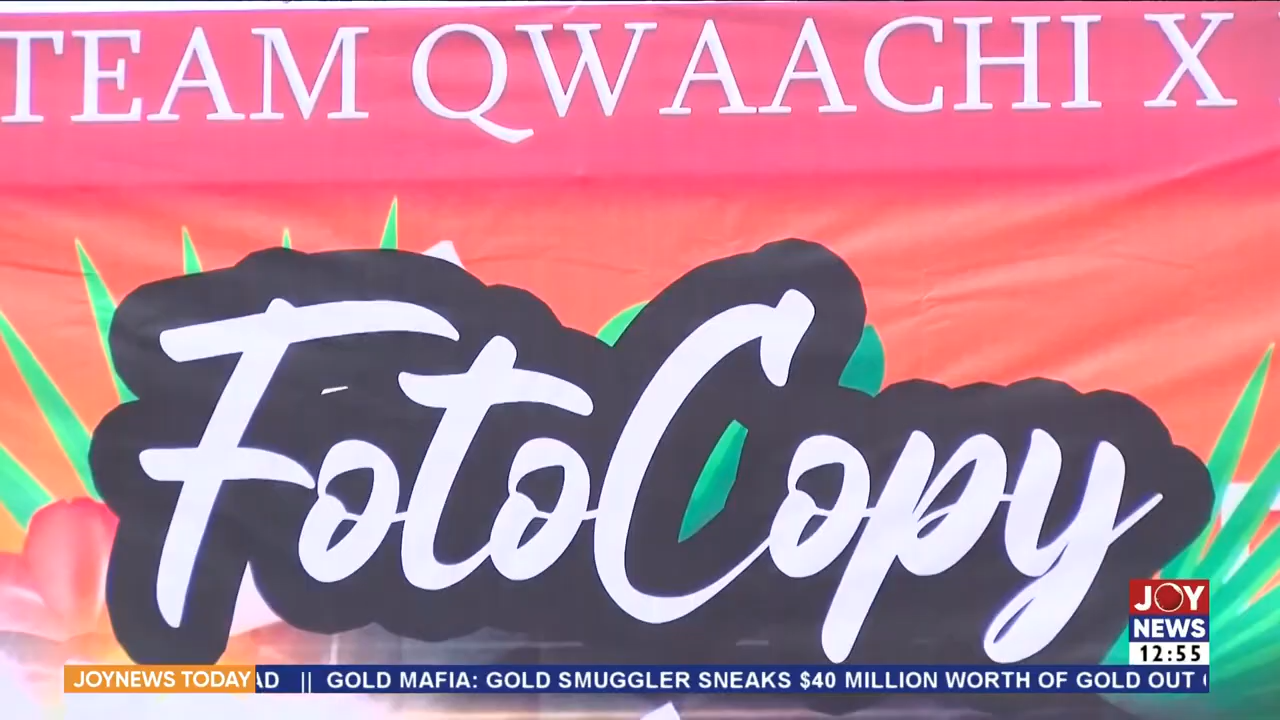 TEAM QWAACHI X
FotoCopy
JOY
NEWS
12:55
JOYNEWS TODAY
AD || GOLD MAFIA: GOLD SMUGGLER SNEAKS $40 MILLION WORTH OF GOLD OUT